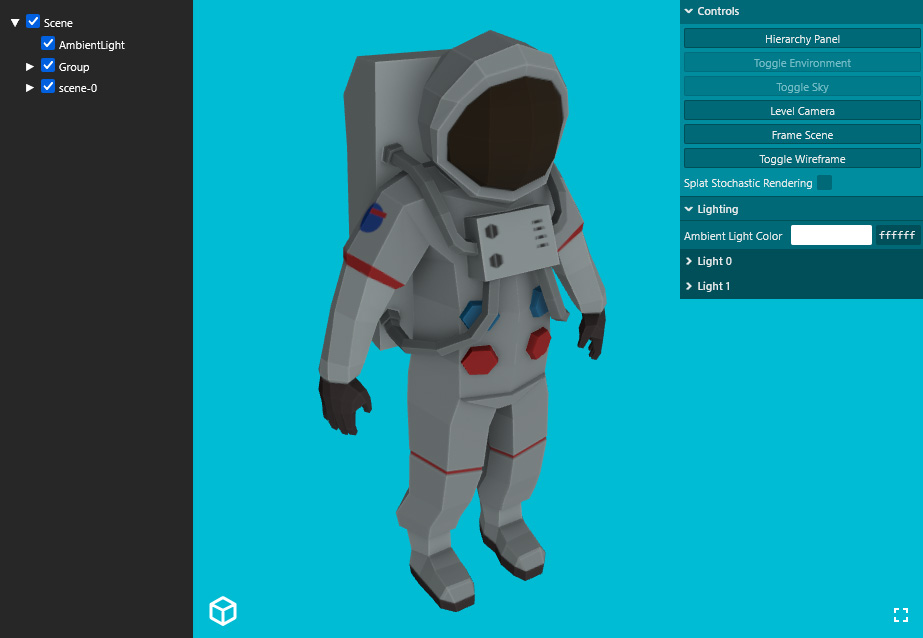 Scene
AmbientLight
Group
scene-0
Controls
Hierarchy Panel
Toggle Environment
Toggle Sky
Level Camera
Frame Scene
Toggle Wireframe
Splat Stochastic Rendering
Lighting
Ambient Light Color ffffff
Light 0
Light 1